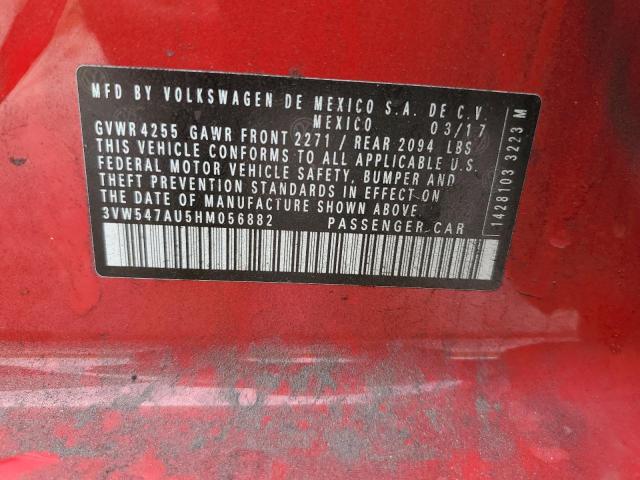 MFD BY VOLKSWAGEN DE MEXICO S.A. DE C.V.
MEXICO 03/17
GVWR 4255 GAWR FRONT 2271 / REAR 2094 LBS
THIS VEHICLE CONFORMS TO ALL APPLICABLE U.S.
FEDERAL MOTOR VEHICLE SAFETY, BUMPER AND
THEFT PREVENTION STANDARDS IN EFFECT ON
THE DATE OF MANUFACTURE SHOWN ABOVE.
3VW547AU5HM056882 PASSENGER CAR
1428103 3223 M